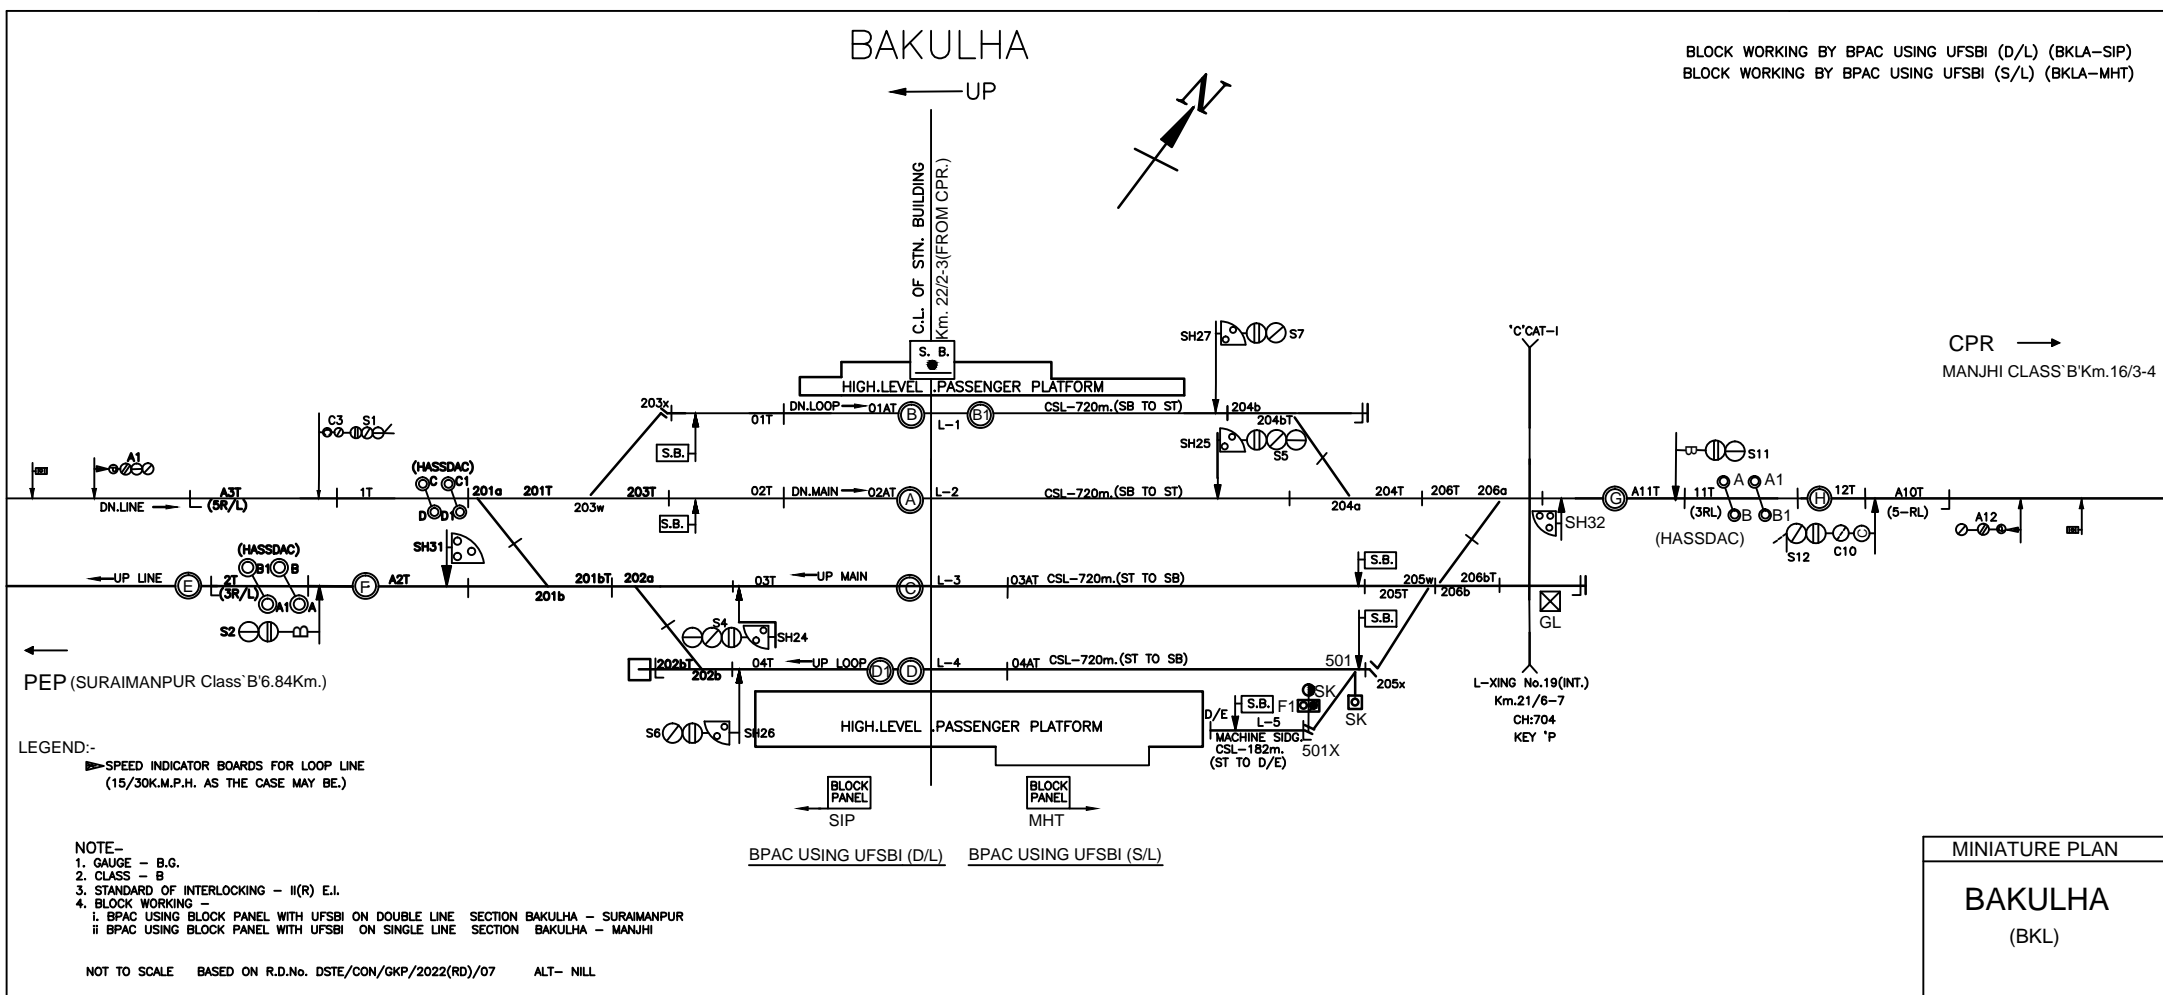 BAKULHA
UP
N
BLOCK WORKING BY BPAC USING UFSBI (D/L) (BKLA-SIP)
BLOCK WORKING BY BPAC USING UFSBI (S/L) (BKLA-MHT)
C.L. OF STN. BUILDING
Km. 22/2-3(FROM CPR.)
S. B.
HIGH.LEVEL .PASSENGER PLATFORM
SH27 S7
'C'CAT-I
CPR
MANJHI CLASS`B'Km.16/3-4
203x 01T DN.LOOP 01AT B L-1 B1 CSL-720m.(SB TO ST) 204b 204bT
C3 S1
S.B.
SH25 S5
A1
(HASSDAC)
C C1
D D1
B S11
A A1
B B1
(HASSDAC)
DN.LINE A3T (5R/L) 1T 201a 201T 203w 203T 02T DN.MAIN 02AT A L-2 CSL-720m.(SB TO ST) 204a 204T 206T 206a G A11T 11T (3RL) H 12T A10T (5-RL)
S.B.
SH32
S12 C10
A12
SH31
(HASSDAC)
B1 B
A1 A
S.B.
UP LINE E 2T (3R/L) F A2T 201b 201bT 202a 03T UP MAIN C L-3 03AT CSL-720m.(ST TO SB) 205T 205w 206b 206bT
S2 B
GL
S4 SH24
S.B.
PEP (SURAIMANPUR Class`B'6.84Km.)
202bT 202b 04T UP LOOP D1 D L-4 04AT CSL-720m.(ST TO SB) 501 205x
L-XING No.19(INT.)
Km.21/6-7
CH:704
KEY 'P
S6 SH26
HIGH.LEVEL .PASSENGER PLATFORM
D/E S.B. F1 SK SK
L-5
MACHINE SIDG.
CSL-182m.
(ST TO D/E)
501X
LEGEND:-
SPEED INDICATOR BOARDS FOR LOOP LINE
(15/30K.M.P.H. AS THE CASE MAY BE.)
BLOCK PANEL
SIP
BLOCK PANEL
MHT
BPAC USING UFSBI (D/L) BPAC USING UFSBI (S/L)
NOTE-
1. GAUGE - B.G.
2. CLASS - B
3. STANDARD OF INTERLOCKING - II(R) E.I.
4. BLOCK WORKING -
i. BPAC USING BLOCK PANEL WITH UFSBI ON DOUBLE LINE SECTION BAKULHA - SURAIMANPUR
ii BPAC USING BLOCK PANEL WITH UFSBI ON SINGLE LINE SECTION BAKULHA - MANJHI
NOT TO SCALE BASED ON R.D.No. DSTE/CON/GKP/2022(RD)/07 ALT- NILL
MINIATURE PLAN
BAKULHA
(BKL)